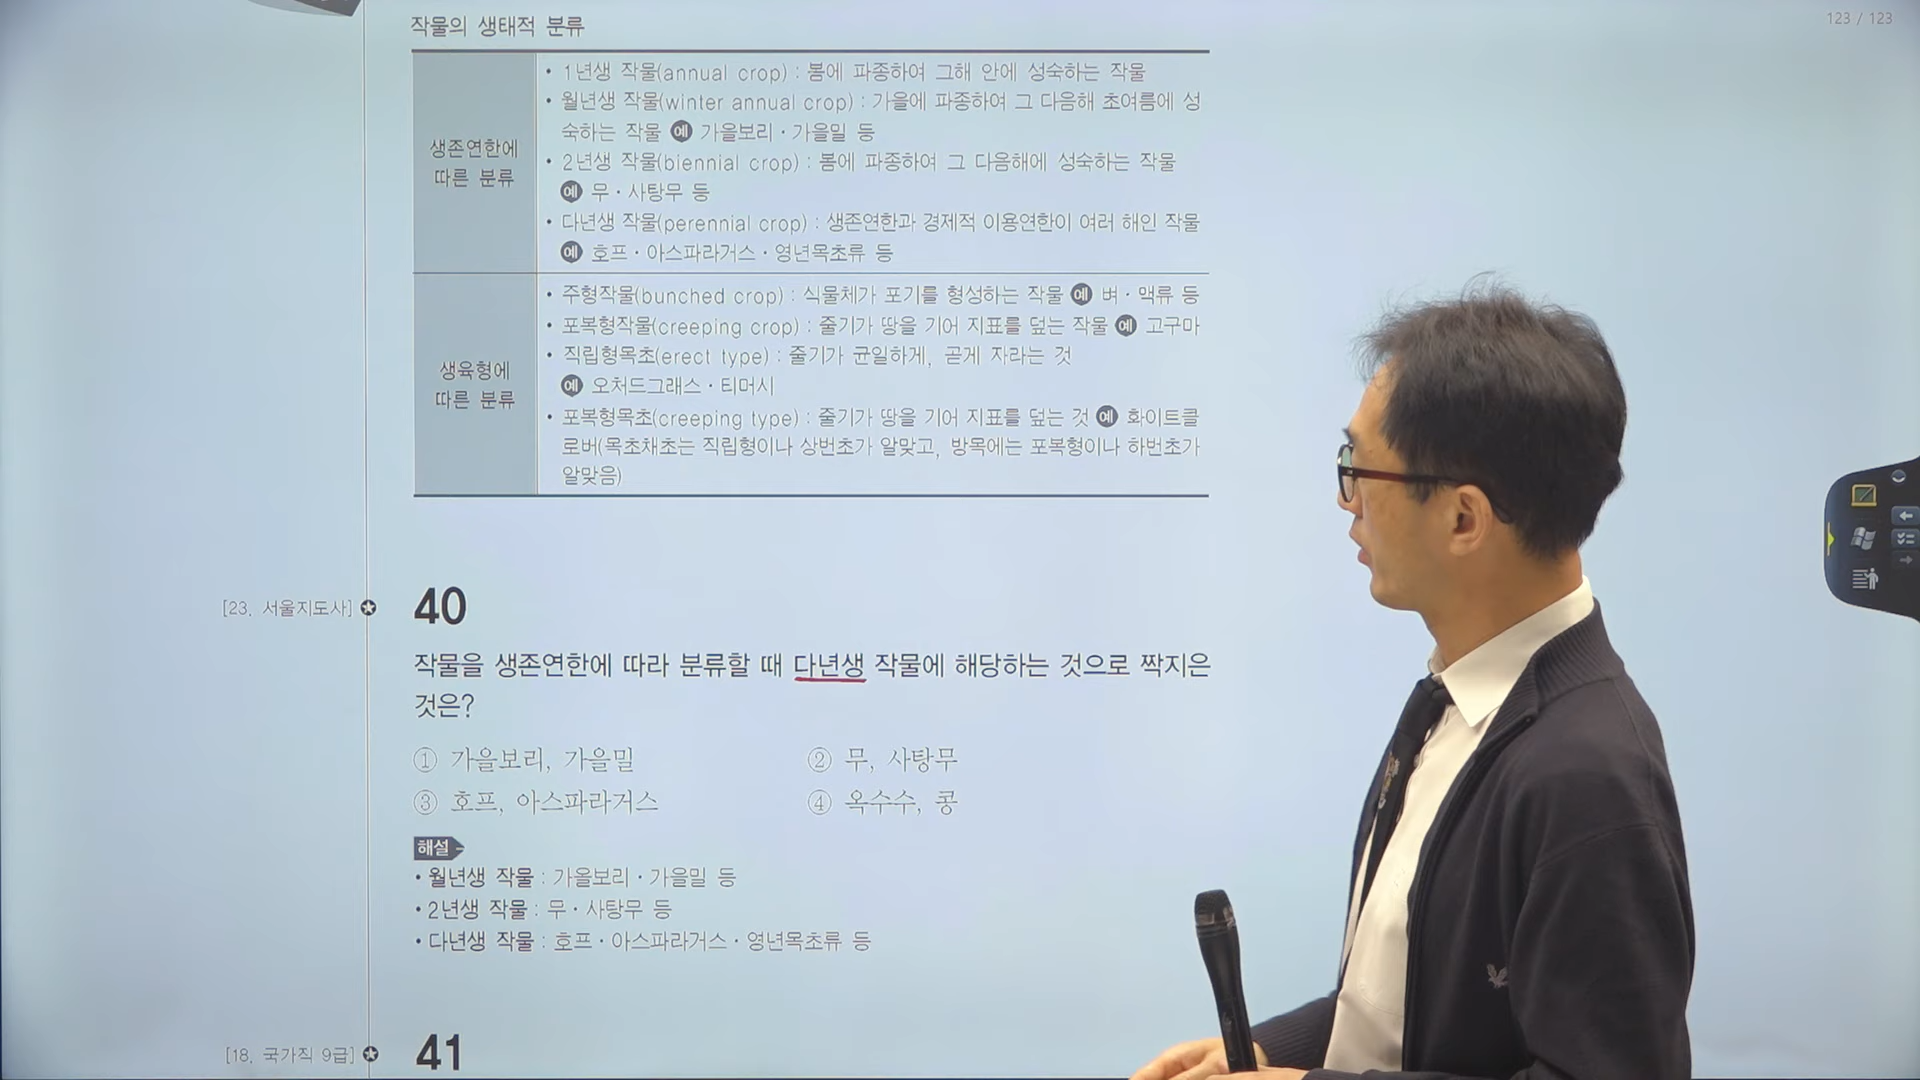 123 / 123
작물의 생태적 분류
생존연한에
따른 분류
• 1년생 작물(annual crop) : 봄에 파종하여 그해 안에 성숙하는 작물
• 월년생 작물(winter annual crop) : 가을에 파종하여 그 다음해 초여름에 성
숙하는 작물 예 가을보리·가을밀 등
• 2년생 작물(biennial crop) : 봄에 파종하여 그 다음해에 성숙하는 작물
예 무·사탕무 등
• 다년생 작물(perennial crop) : 생존연한과 경제적 이용연한이 여러 해인 작물
예 호프·아스파라거스·영년목초류 등
생육형에
따른 분류
• 주형작물(bunched crop) : 식물체가 포기를 형성하는 작물 예 벼·맥류 등
• 포복형작물(creeping crop) : 줄기가 땅을 기어 지표를 덮는 작물 예 고구마
• 직립형목초(erect type) : 줄기가 균일하게, 곧게 자라는 것
예 오처드그래스·티머시
• 포복형목초(creeping type) : 줄기가 땅을 기어 지표를 덮는 것 예 화이트클
로버(목초채초는 직립형이나 상번초가 알맞고, 방목에는 포복형이나 하번초가
알맞음)
[23. 서울지도사] 40
작물을 생존연한에 따라 분류할 때 다년생 작물에 해당하는 것으로 짝지은
것은?
① 가을보리, 가을밀 ② 무, 사탕무
③ 호프, 아스파라거스 ④ 옥수수, 콩
해설
• 월년생 작물 : 가을보리·가을밀 등
• 2년생 작물 : 무·사탕무 등
• 다년생 작물 : 호프·아스파라거스·영년목초류 등
[18. 국가직 9급] 41